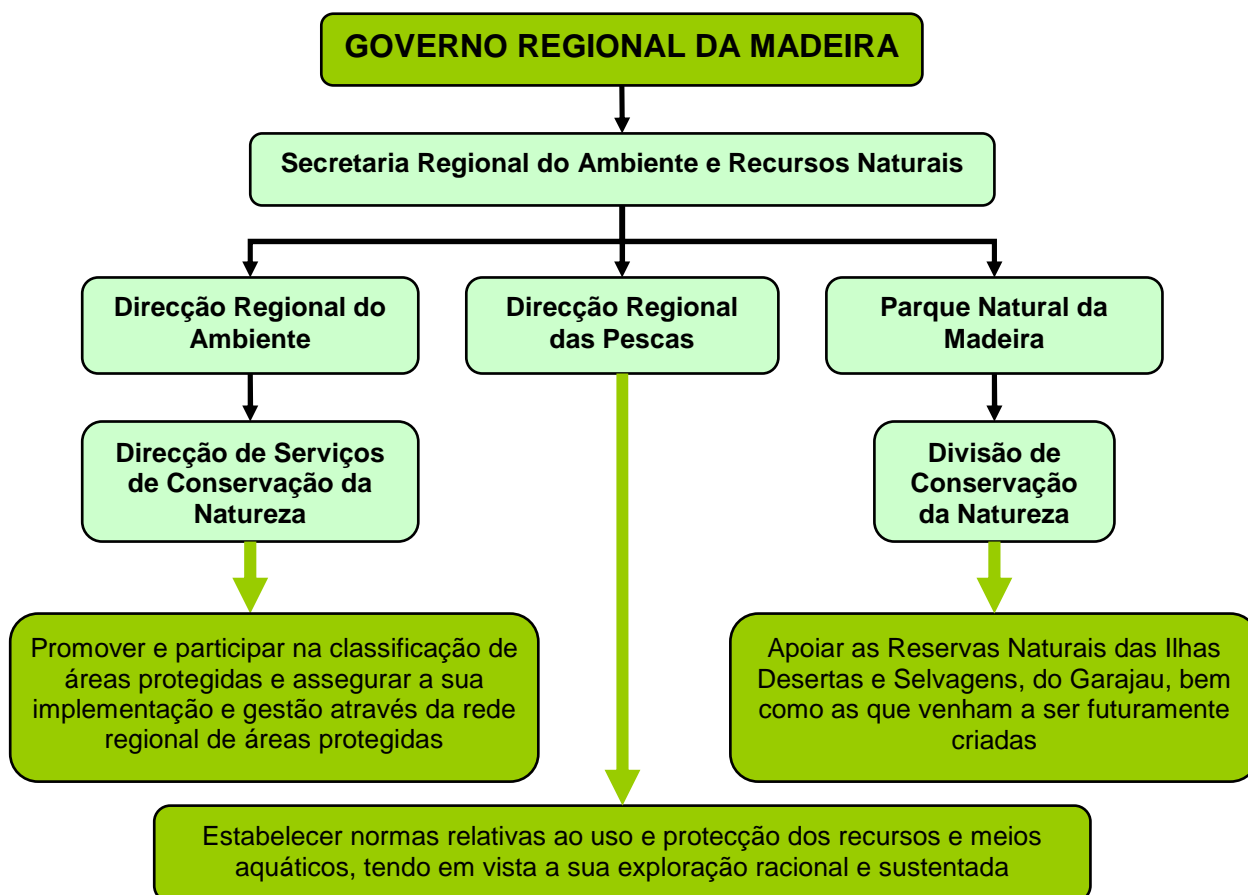 GOVERNO REGIONAL DA MADEIRA
Secretaria Regional do Ambiente e Recursos Naturais
Direcção Regional do
Ambiente
Direcção Regional
das Pescas
Parque Natural da
Madeira
Direcção de Serviços
de Conservação da
Natureza
Divisão de
Conservação
da Natureza
Promover e participar na classificação de
áreas protegidas e assegurar a sua
implementação e gestão através da rede
regional de áreas protegidas
Apoiar as Reservas Naturais das Ilhas
Desertas e Selvagens, do Garajau, bem
como as que venham a ser futuramente
criadas
Estabelecer normas relativas ao uso e protecção dos recursos e meios
aquáticos, tendo em vista a sua exploração racional e sustentada